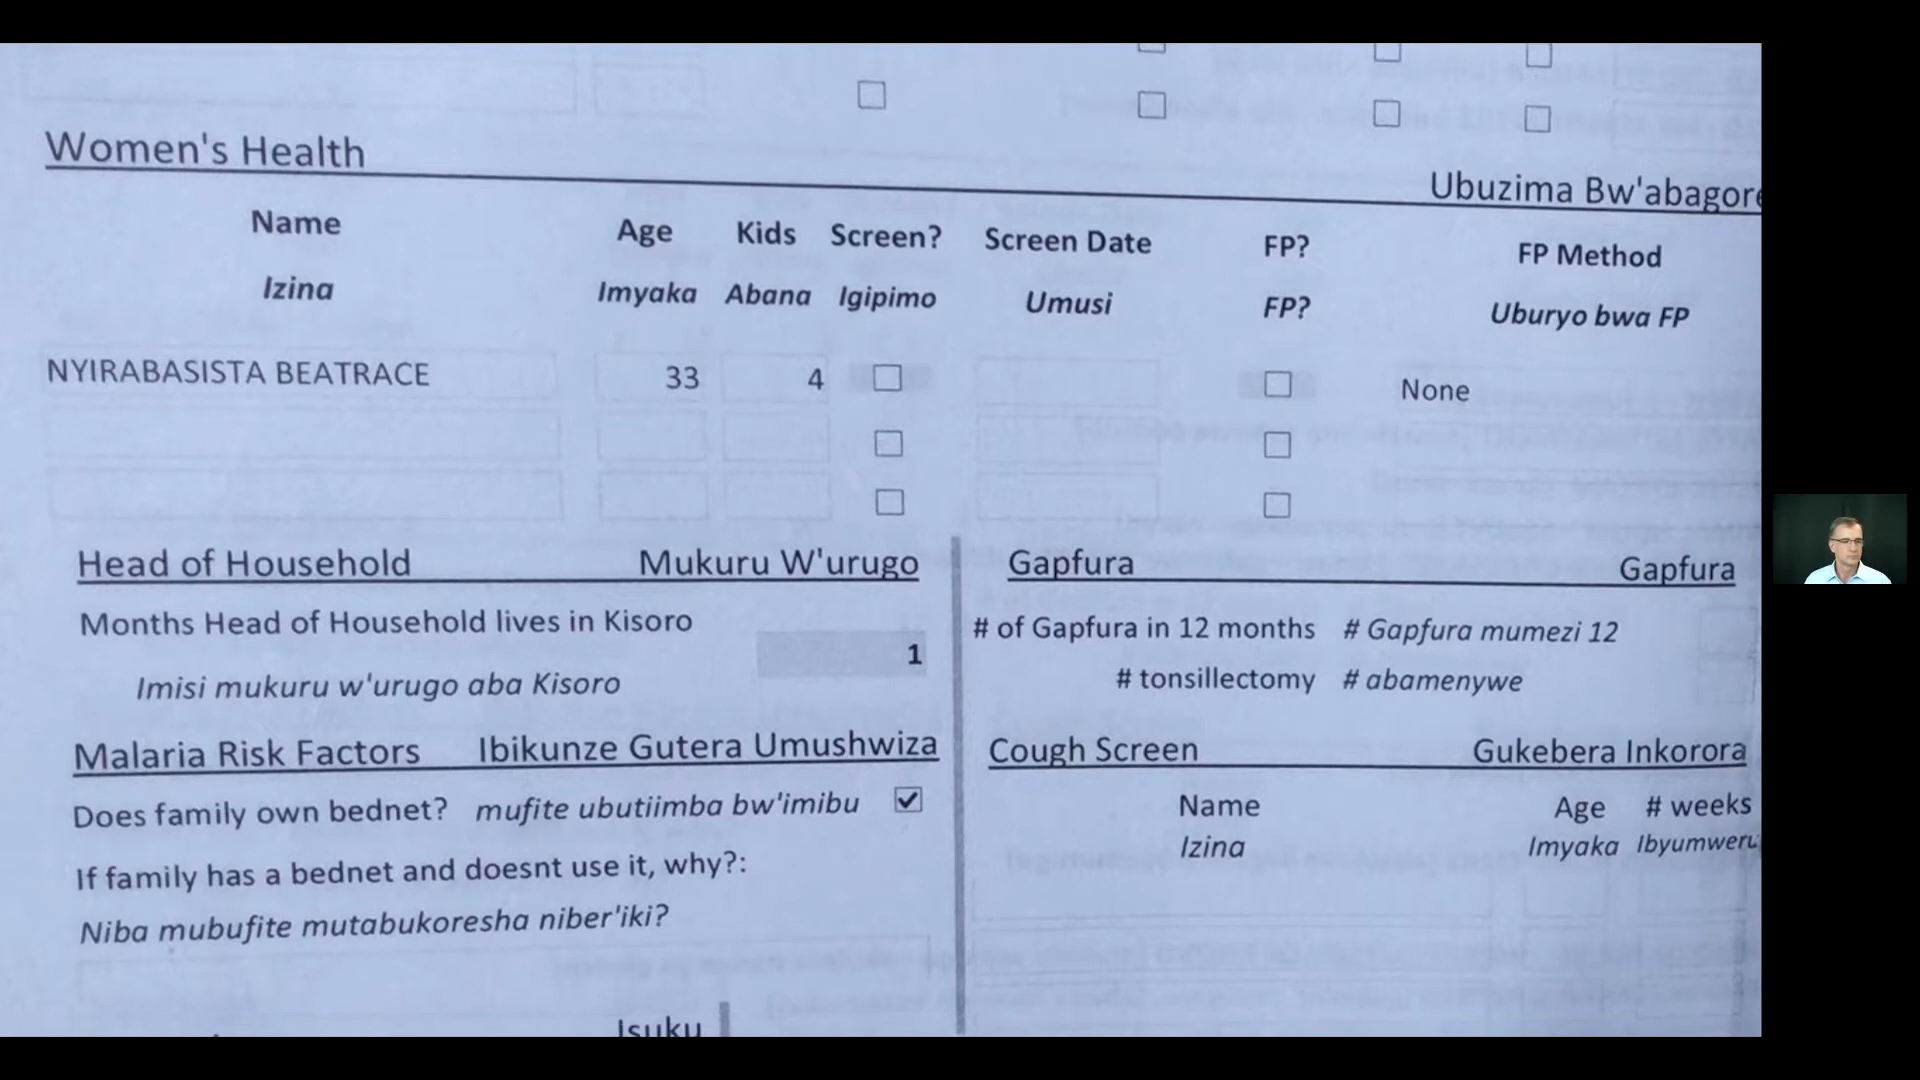 Women's Health
Ubuzima Bw'abagore
Name Age Kids Screen? Screen Date FP? FP Method
Izina Imyaka Abana Igipimo Umusi FP? Uburyo bwa FP
NYIRABASISTA BEATRACE 33 4 None
Head of Household Mukuru W'urugo
Months Head of Household lives in Kisoro
1
Imisi mukuru w'urugo aba Kisoro
Malaria Risk Factors Ibikunze Gutera Umushwiza
Does family own bednet? mufite ubutiimba bw'imibu
If family has a bednet and doesnt use it, why?:
Niba mubufite mutabukoresha niber'iki?
Isuku
Gapfura Gapfura
# of Gapfura in 12 months # Gapfura mumezi 12
# tonsillectomy # abamenywe
Cough Screen Gukebera Inkorora
Name Age # weeks
Izina Imyaka Ibyumweru